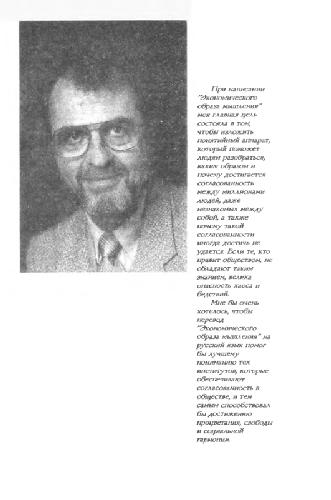 При написании
"Экономического
образа мышления"
моя главная цель
состояла в том,
чтобы изложить
понятийный аппарат,
который поможет
людям разобраться,
каким образом и
почему достигается
согласованность
между миллионами
людей, даже
незнакомых между
собой, а также
почему такой
согласованности
иногда достичь не
удается. Если те, кто
правит обществом, не
обладают таким
знанием, велика
опасность хаоса и
бедствий.
Мне бы очень
хотелось, чтобы
перевод
"Экономического
образа мышления" на
русский язык помог
бы лучшему
пониманию тех
институтов, которые
обеспечивают
согласованность в
обществе, и тем
самым способствовал
бы достижению
процветания, свободы
и социальной
гармонии.